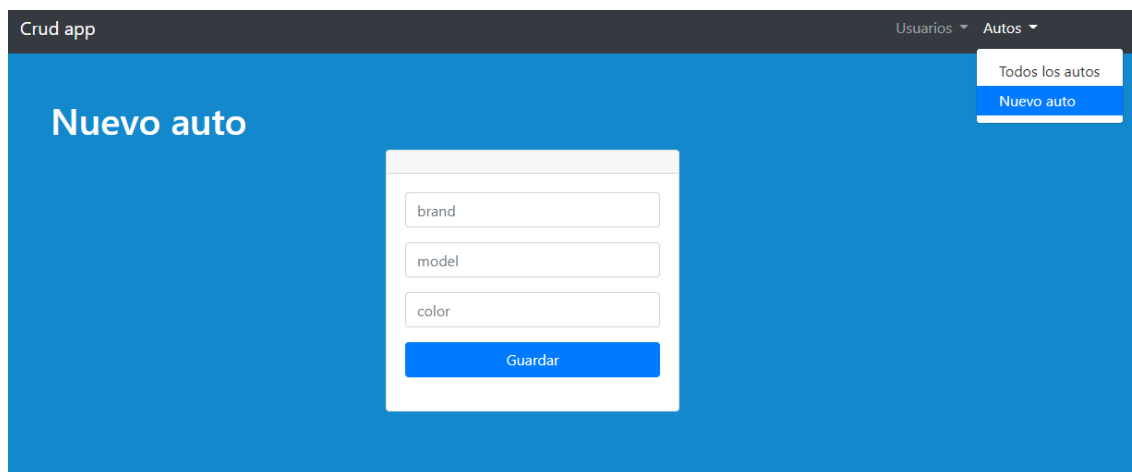 Crud app
Usuarios
Autos
Todos los autos
Nuevo auto
Nuevo auto
brand
model
color
Guardar